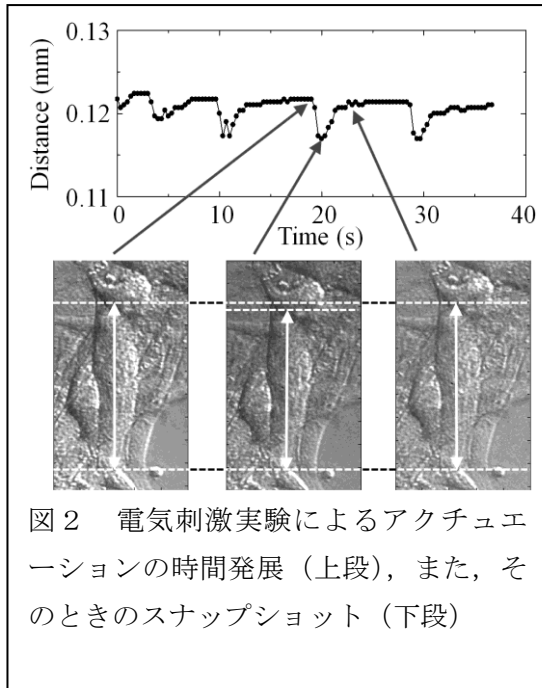 0.13
0.12
0.11
Distance (mm)
0 10 20 30 40
Time (s)
図2 電気刺激実験によるアクチュエ
ーションの時間発展（上段），また，そ
のときのスナップショット（下段）